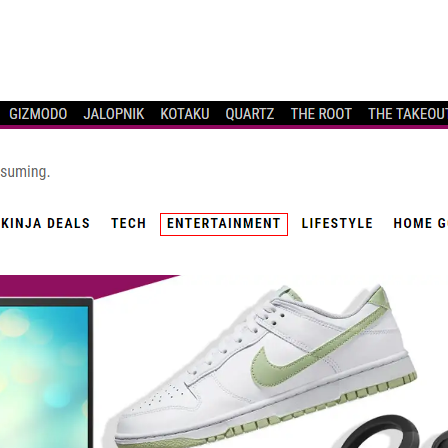 GIZMODO JALOPNIK KOTAKU QUARTZ THE ROOT THE TAKEOU
suming.
KINJA DEALS TECH ENTERTAINMENT LIFESTYLE HOME G